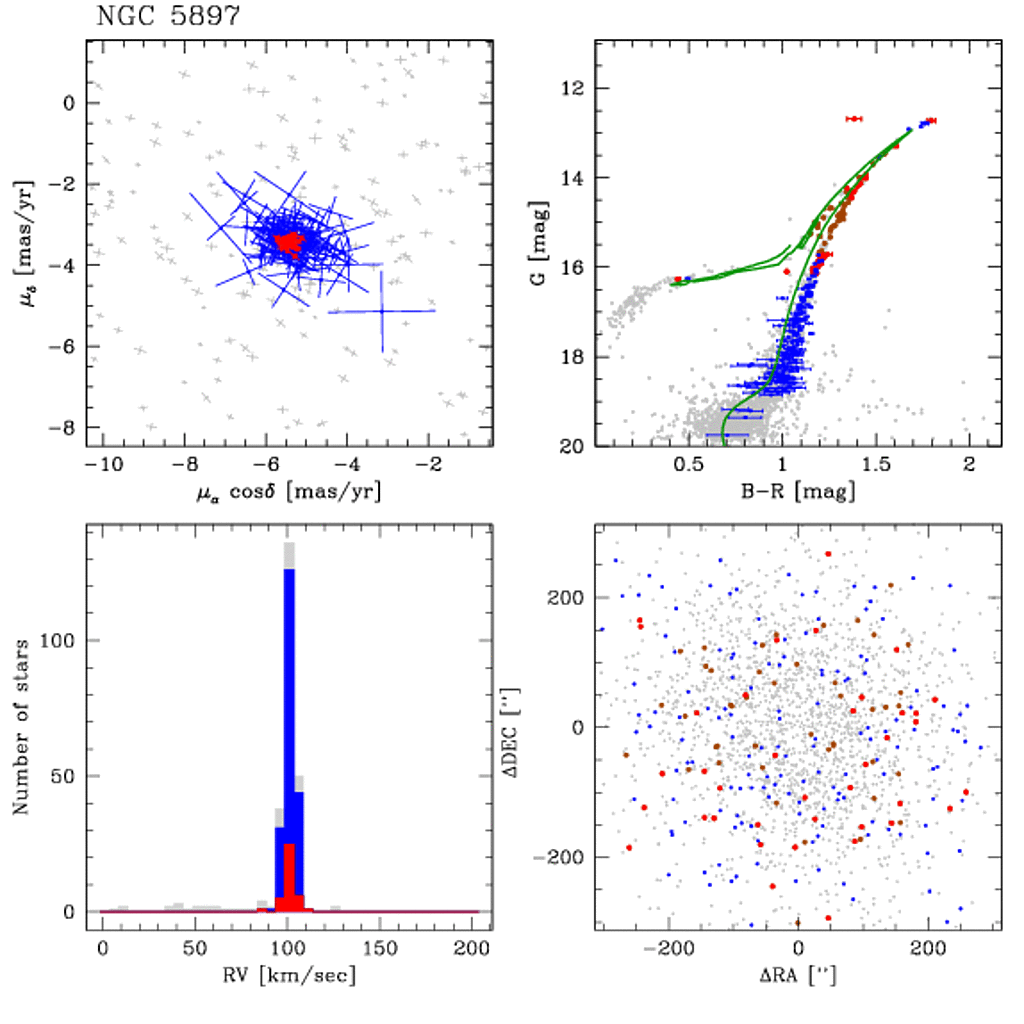 NGC 5897
0
−2
−4
−6
−8
μδ [mas/yr]
−10 −8 −6 −4 −2
μα cosδ [mas/yr]
12
14
16
18
20
G [mag]
0.5 1 1.5 2
B−R [mag]
100
50
0
Number of stars
0 50 100 150 200
RV [km/sec]
200
0
−200
ΔDEC [‘‘]
−200 0 200
ΔRA [‘‘]